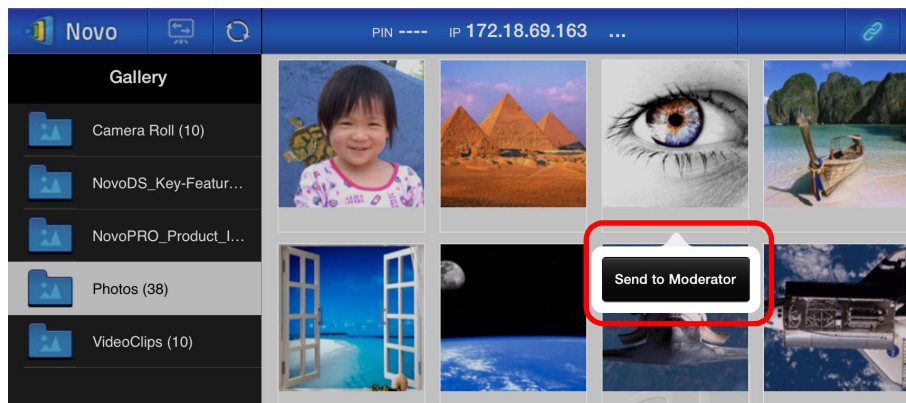 Novo
PIN ---- IP 172.18.69.163 ...
Gallery
Camera Roll (10)
NovoDS_Key-Featur...
NovoPRO_Product_I...
Photos (38)
VideoClips (10)
Send to Moderator